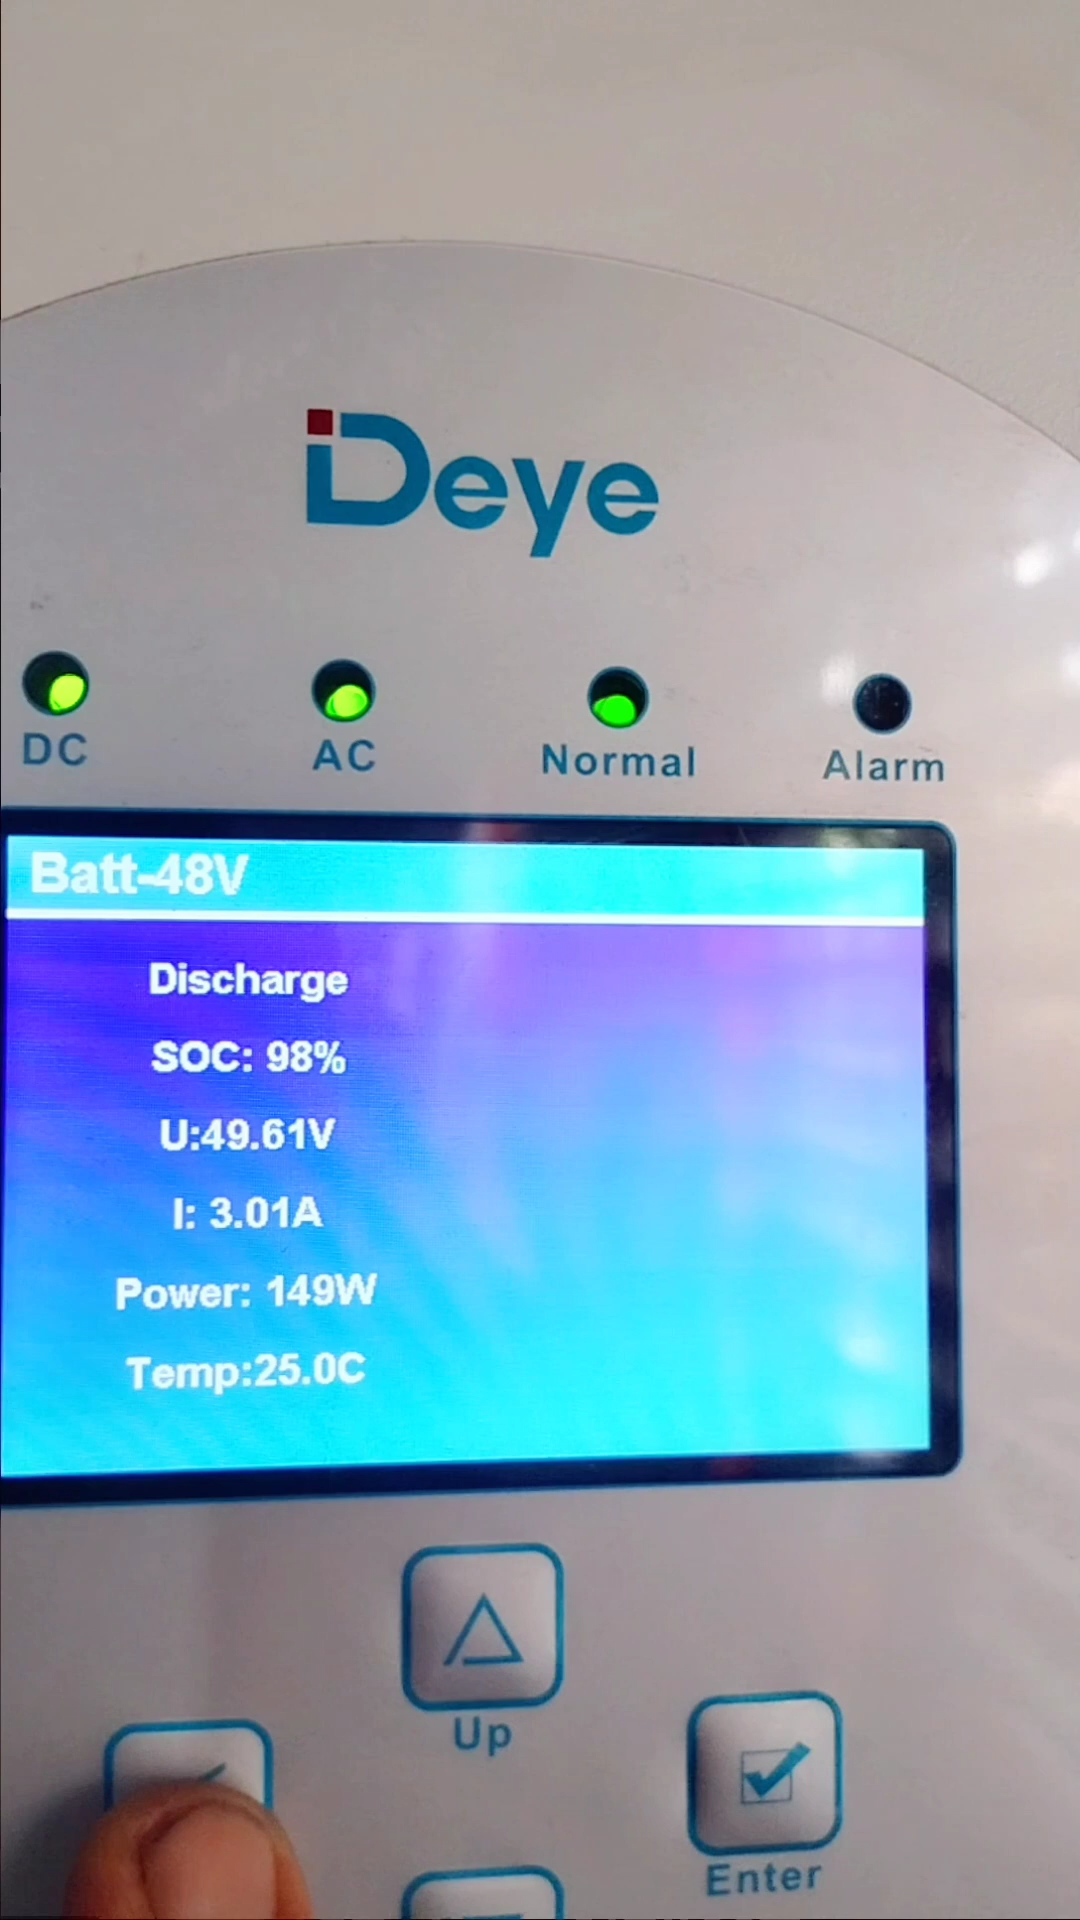 Deye
DC AC Normal Alarm
Batt-48V
Discharge
SOC: 98%
U:49.61V
I: 3.01A
Power: 149W
Temp:25.0C
Up
Enter